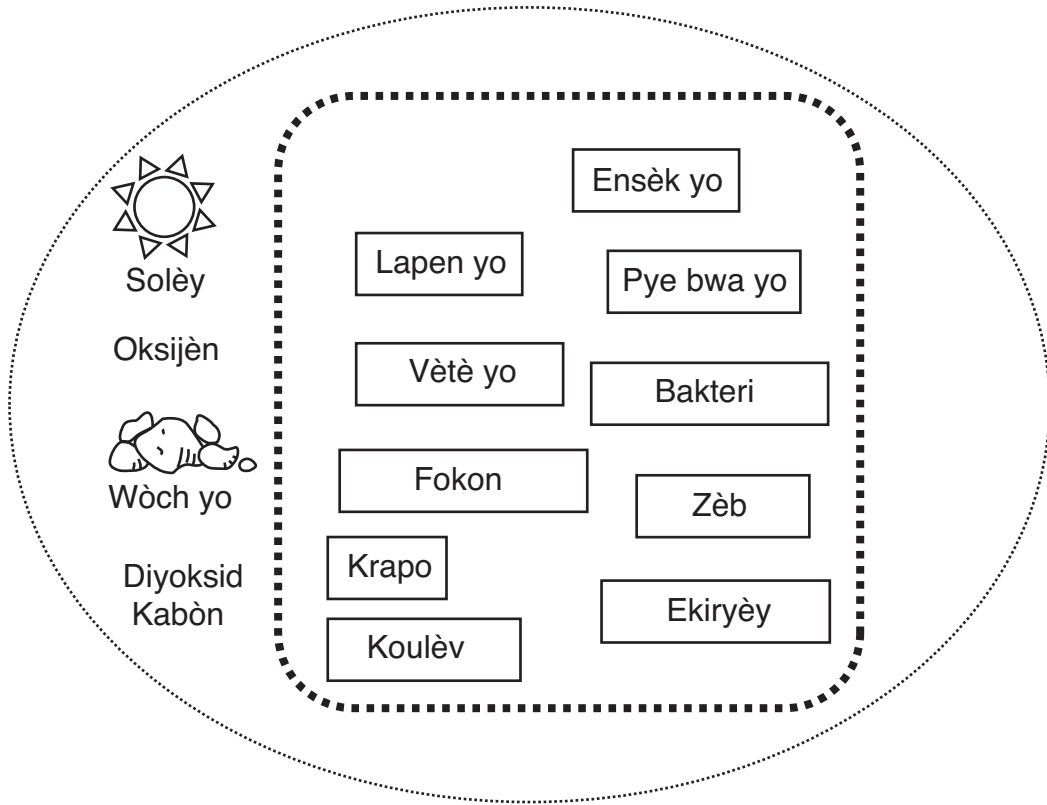 Solèy
Oksijèn
Wòch yo
Diyoksid
Kabòn
Ensèk yo
Lapen yo
Pye bwa yo
Vètè yo
Bakteri
Fokon
Zèb
Krapo
Ekiryèy
Koulèv